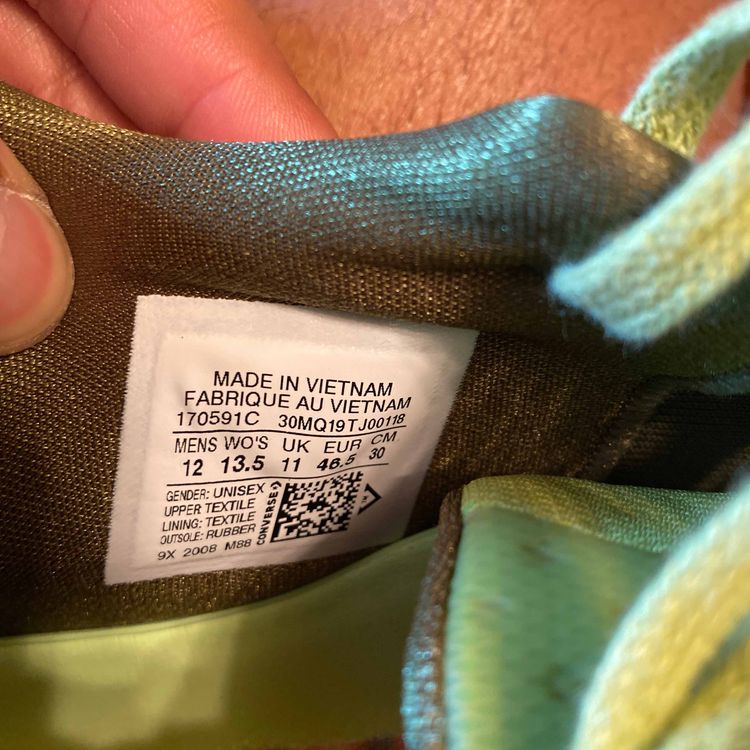 MADE IN VIETNAM
FABRIQUE AU VIETNAM
170591C 30MQ19TJ00118
MENS WO'S UK EUR CM
12 13.5 11 46.5 30
GENDER: UNISEX
UPPER TEXTILE
LINING: TEXTILE
OUTSOLE: RUBBER
9X 2008 M88
CONVERSE